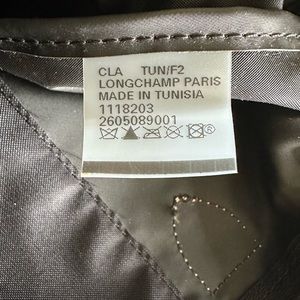 CLA TUN/F2
LONGCHAMP PARIS
MADE IN TUNISIA
1118203
2605089001